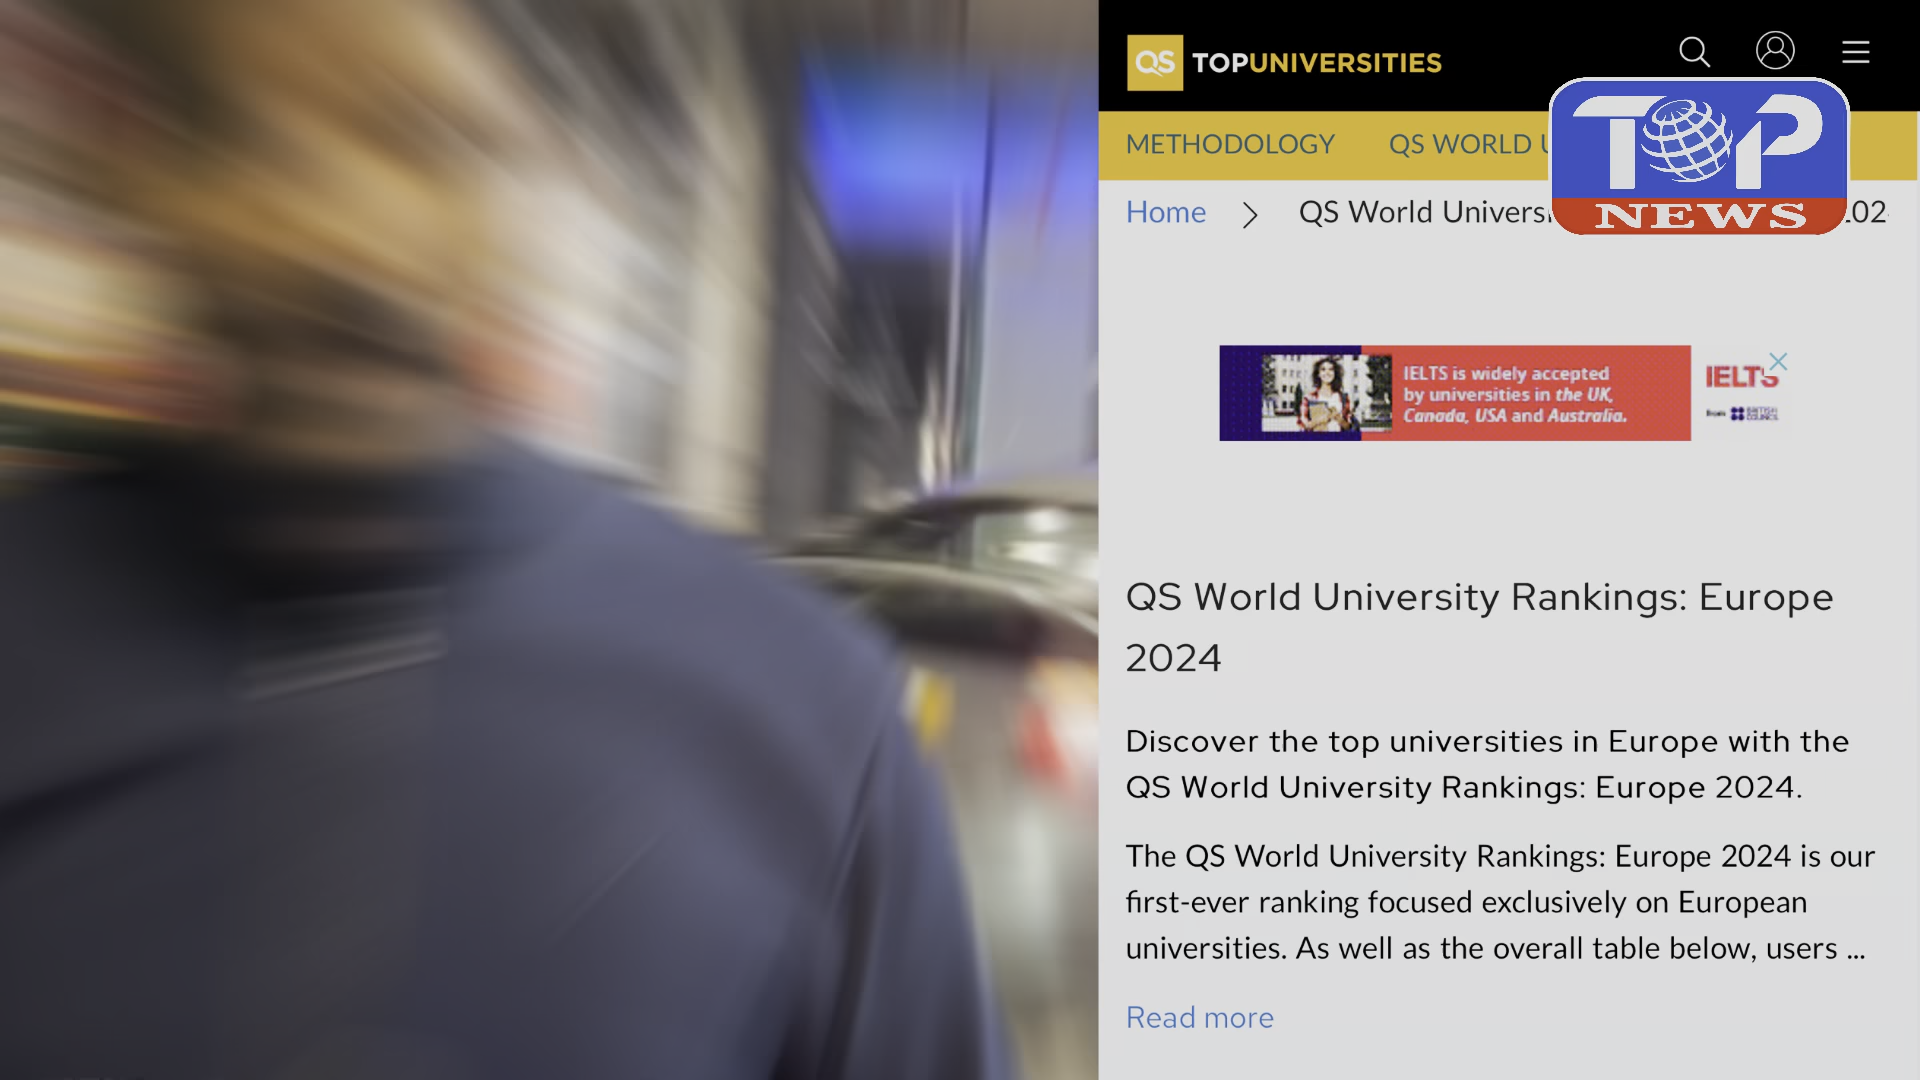 QS TOPUNIVERSITIES
TOP
NEWS
METHODOLOGY QS WORLD
Home > QS World
IELTS is widely accepted
by universities in the UK,
Canada, USA and Australia.
IELTS
from BRITISH
COUNCIL
QS World University Rankings: Europe
2024
Discover the top universities in Europe with the
QS World University Rankings: Europe 2024.
The QS World University Rankings: Europe 2024 is our
first-ever ranking focused exclusively on European
universities. As well as the overall table below, users ...
Read more